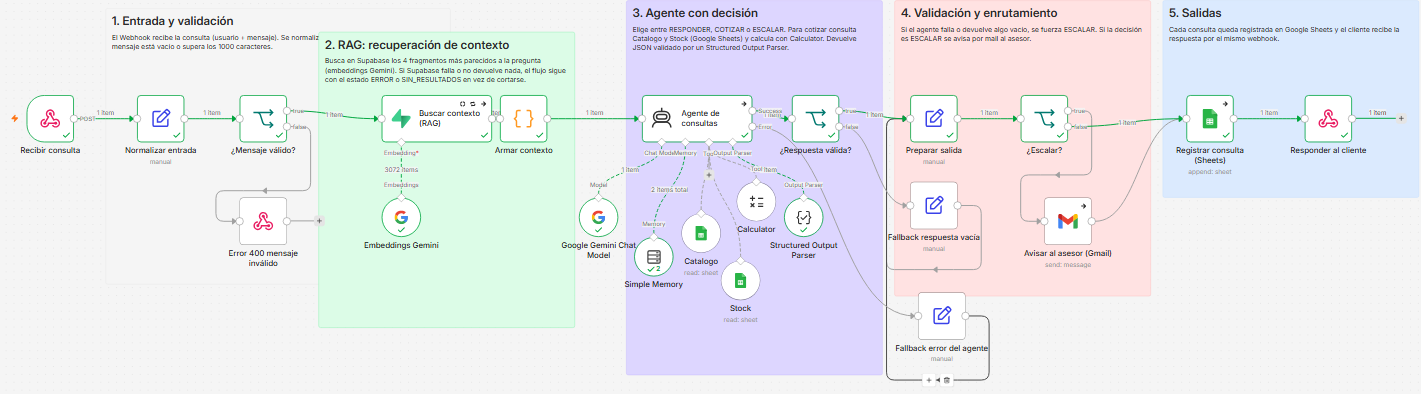 1. Entrada y validación
El Webhook recibe la consulta (usuario + mensaje). Se normaliz
mensaje está vacío o supera los 1000 caracteres.
2. RAG: recuperación de contexto
Busca en Supabase los 4 fragmentos más parecidos a la pregunta
(embeddings Gemini). Si Supabase falla o no devuelve nada, el flujo sigue
con el estado ERROR o SIN_RESULTADOS en vez de cortarse.
3. Agente con decisión
Elige entre RESPONDER, COTIZAR o ESCALAR. Para cotizar consulta
Catalogo y Stock (Google Sheets) y calcula con Calculator. Devuelve
JSON validado por un Structured Output Parser.
4. Validación y enrutamiento
Si el agente falla o devuelve algo vacío, se fuerza ESCALAR. Si la decisión
es ESCALAR se avisa por mail al asesor.
5. Salidas
Cada consulta queda registrada en Google Sheets y el cliente recibe la
respuesta por el mismo webhook.
POST
1 item
Recibir consulta
1 item
Normalizar entrada
manual
true
false
¿Mensaje válido?
1 item
Error 400 mensaje
inválido
Buscar contexto
(RAG)
Embedding*
3072 items
Embeddings
Embeddings Gemini
Armar contexto
1 item
Agente de
consultas
Success
Error
1 item
Chat Model
Memory
Output Parser
1 item
Model
Google Gemini Chat
Model
2 items total
Memory
Simple Memory
Catalogo
read: sheet
Stock
read: sheet
Tool
Calculator
1 item
Output Parser
Structured Output
Parser
true
false
¿Respuesta válida?
1 item
Preparar salida
manual
1 item
Fallback respuesta vacía
manual
Fallback error del agente
manual
true
false
¿Escalar?
1 item
Avisar al asesor (Gmail)
send: message
Registrar consulta
(Sheets)
append: sheet
1 item
Responder al cliente
1 item